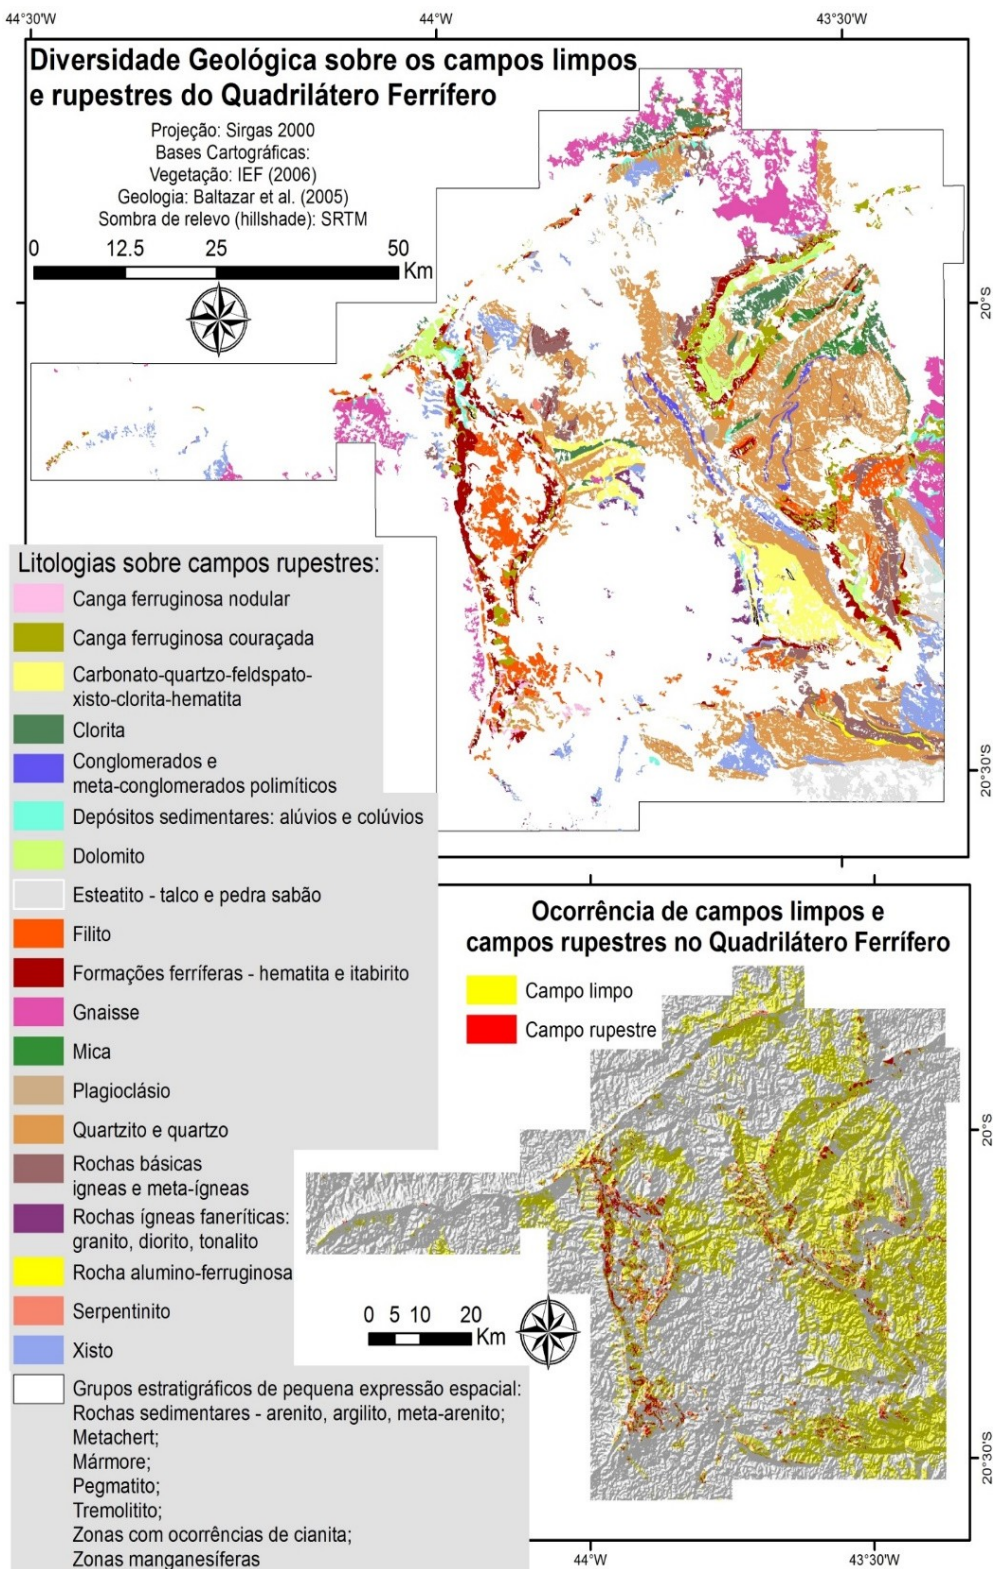 44°30'W
44°W
43°30'W
Diversidade Geológica sobre os campos limpos
e rupestres do Quadrilátero Ferrífero
Projeção: Sirgas 2000
Bases Cartográficas:
Vegetação: IEF (2006)
Geologia: Baltazar et al. (2005)
Sombra de relevo (hillshade): SRTM
0
12.5
25
50
Km
20°S
20°30'S
Litologias sobre campos rupestres:
Canga ferruginosa nodular
Canga ferruginosa couraçada
Carbonato-quartzo-feldspato-
xisto-clorita-hematita
Clorita
Conglomerados e
meta-conglomerados polimíticos
Depósitos sedimentares: alúvios e colúvios
Dolomito
Esteatito - talco e pedra sabão
Filito
Formações ferríferas - hematita e itabirito
Gnaisse
Mica
Plagioclásio
Quartzito e quartzo
Rochas básicas
igneas e meta-ígneas
Rochas ígneas faneríticas:
granito, diorito, tonalito
Rocha alumino-ferruginosa
Serpentinito
Xisto
Grupos estratigráficos de pequena expressão espacial:
Rochas sedimentares - arenito, argilito, meta-arenito;
Metachert;
Mármore;
Pegmatito;
Tremolitito;
Zonas com ocorrências de cianita;
Zonas manganesíferas
44°W
43°30'W
Ocorrência de campos limpos e
campos rupestres no Quadrilátero Ferrífero
Campo limpo
Campo rupestre
0 5 10 20
Km
20°S
20°30'S
44°W
43°30'W